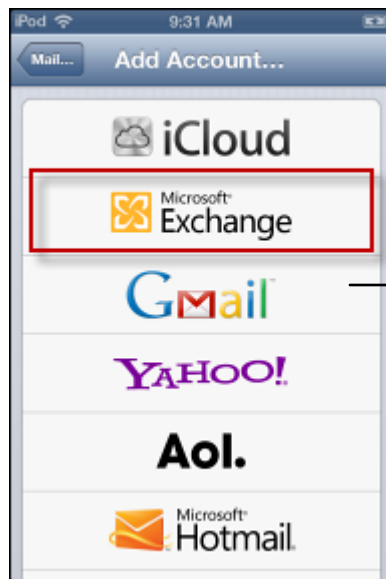 iPod 9:31 AM
Mail... Add Account...
iCloud
Microsoft
Exchange
Gmail
YAHOO!
Aol.
Microsoft
Hotmail